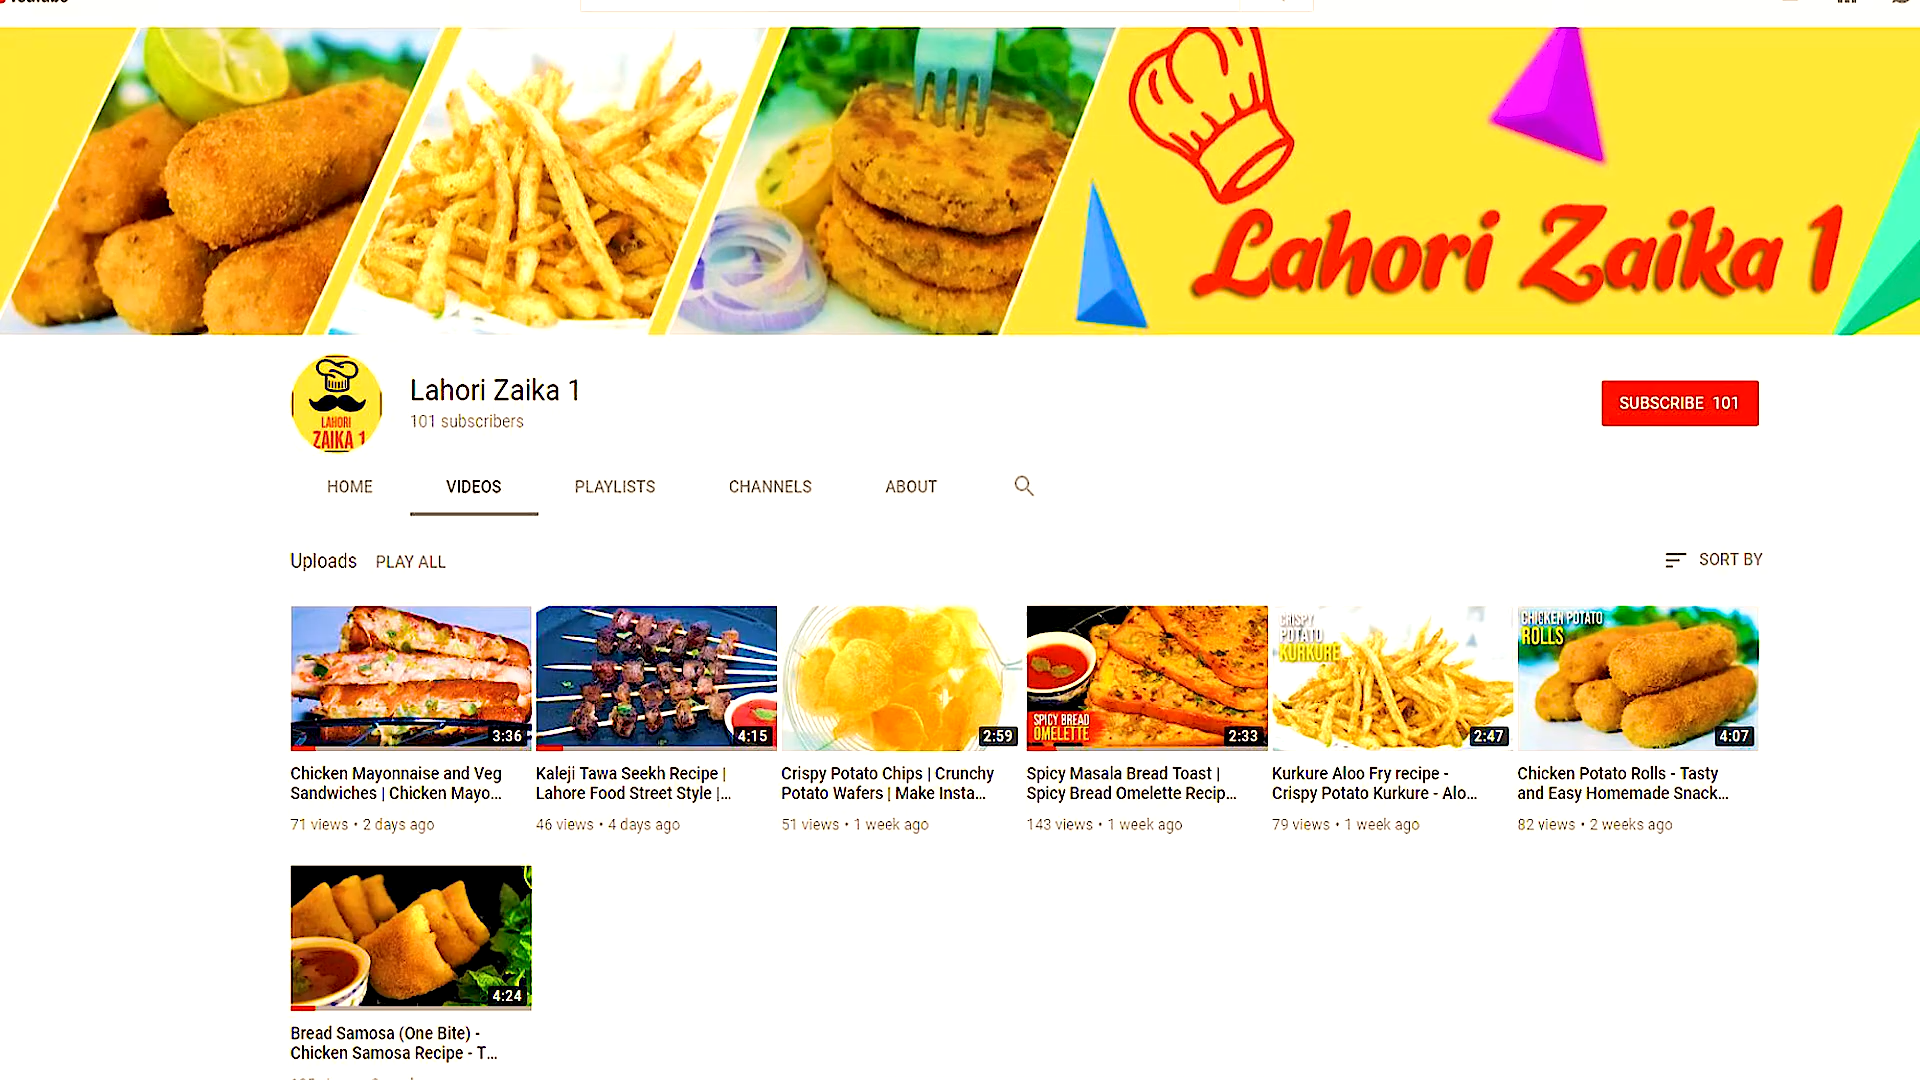 Lahori Zaika 1
LAHORI
ZAIKA 1
Lahori Zaika 1
101 subscribers
SUBSCRIBE 101
HOME VIDEOS PLAYLISTS CHANNELS ABOUT
Uploads PLAY ALL
SORT BY
3:36
4:15
2:59
SPICY BREAD
OMELETTE
2:33
CRISPY
POTATO
KURKURE
2:47
CHICKEN POTATO
ROLLS
4:07
Chicken Mayonnaise and Veg
Sandwiches | Chicken Mayo...
71 views • 2 days ago
Kaleji Tawa Seekh Recipe |
Lahore Food Street Style |...
46 views • 4 days ago
Crispy Potato Chips | Crunchy
Potato Wafers | Make Insta...
51 views • 1 week ago
Spicy Masala Bread Toast |
Spicy Bread Omelette Recip...
143 views • 1 week ago
Kurkure Aloo Fry recipe -
Crispy Potato Kurkure - Alo...
79 views • 1 week ago
Chicken Potato Rolls - Tasty
and Easy Homemade Snack...
82 views • 2 weeks ago
4:24
Bread Samosa (One Bite) -
Chicken Samosa Recipe - T...